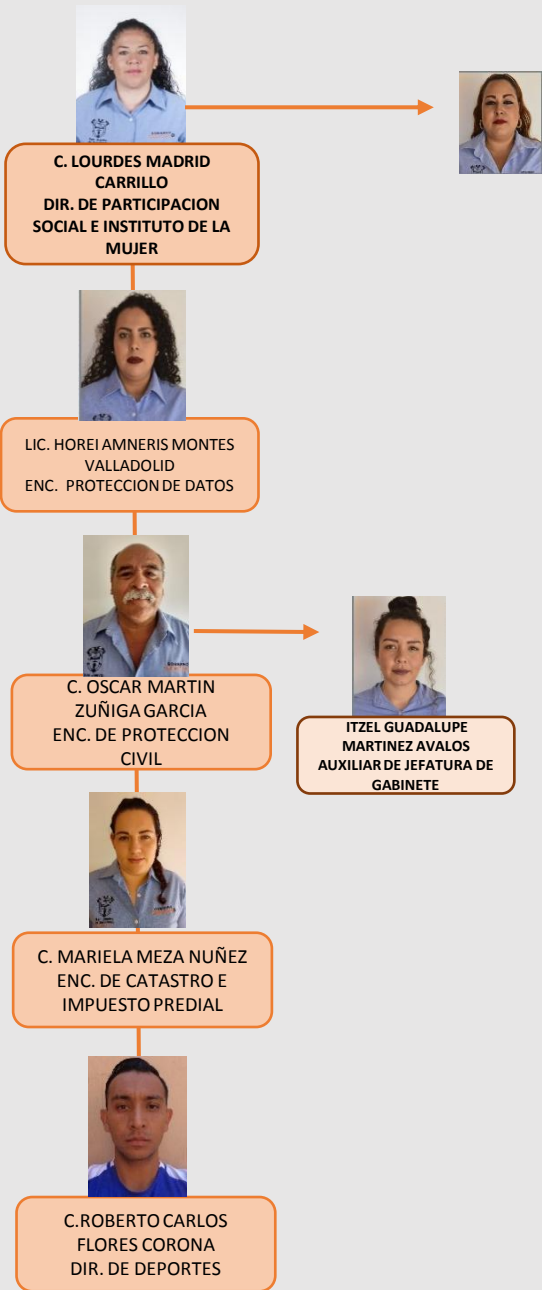 C. LOURDES MADRID
CARRILLO
DIR. DE PARTICIPACION
SOCIAL E INSTITUTO DE LA
MUJER
LIC. HOREI AMNERIS MONTES
VALLADOLID
ENC. PROTECCION DE DATOS
C. OSCAR MARTIN
ZUÑIGA GARCIA
ENC. DE PROTECCION
CIVIL
ITZEL GUADALUPE
MARTINEZ AVALOS
AUXILIAR DE JEFATURA DE
GABINETE
C. MARIELA MEZA NUÑEZ
ENC. DE CATASTRO E
IMPUESTO PREDIAL
C.ROBERTO CARLOS
FLORES CORONA
DIR. DE DEPORTES